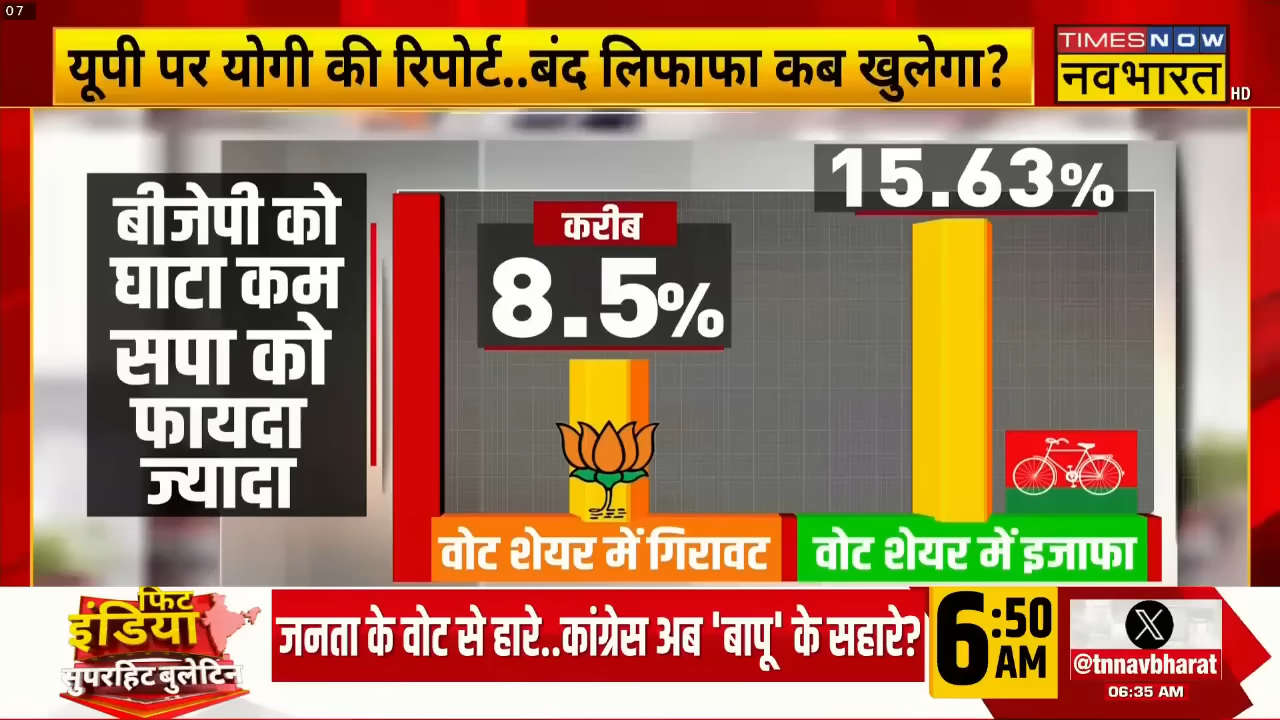 07
यूपी पर योगी की रिपोर्ट..बंद लिफाफा कब खुलेगा?
TIMES NOW
नवभारत
HD
बीजेपी को
घाटा कम
सपा को
फायदा
ज्यादा
करीब
8.5%
15.63%
वोट शेयर में गिरावट
वोट शेयर में इजाफा
फिट
इंडिया
सुपरहिट बुलेटिन
जनता के वोट से हारे..कांग्रेस अब 'बापू' के सहारे?
6:50
AM
X
@tnnavbharat
06:35 AM